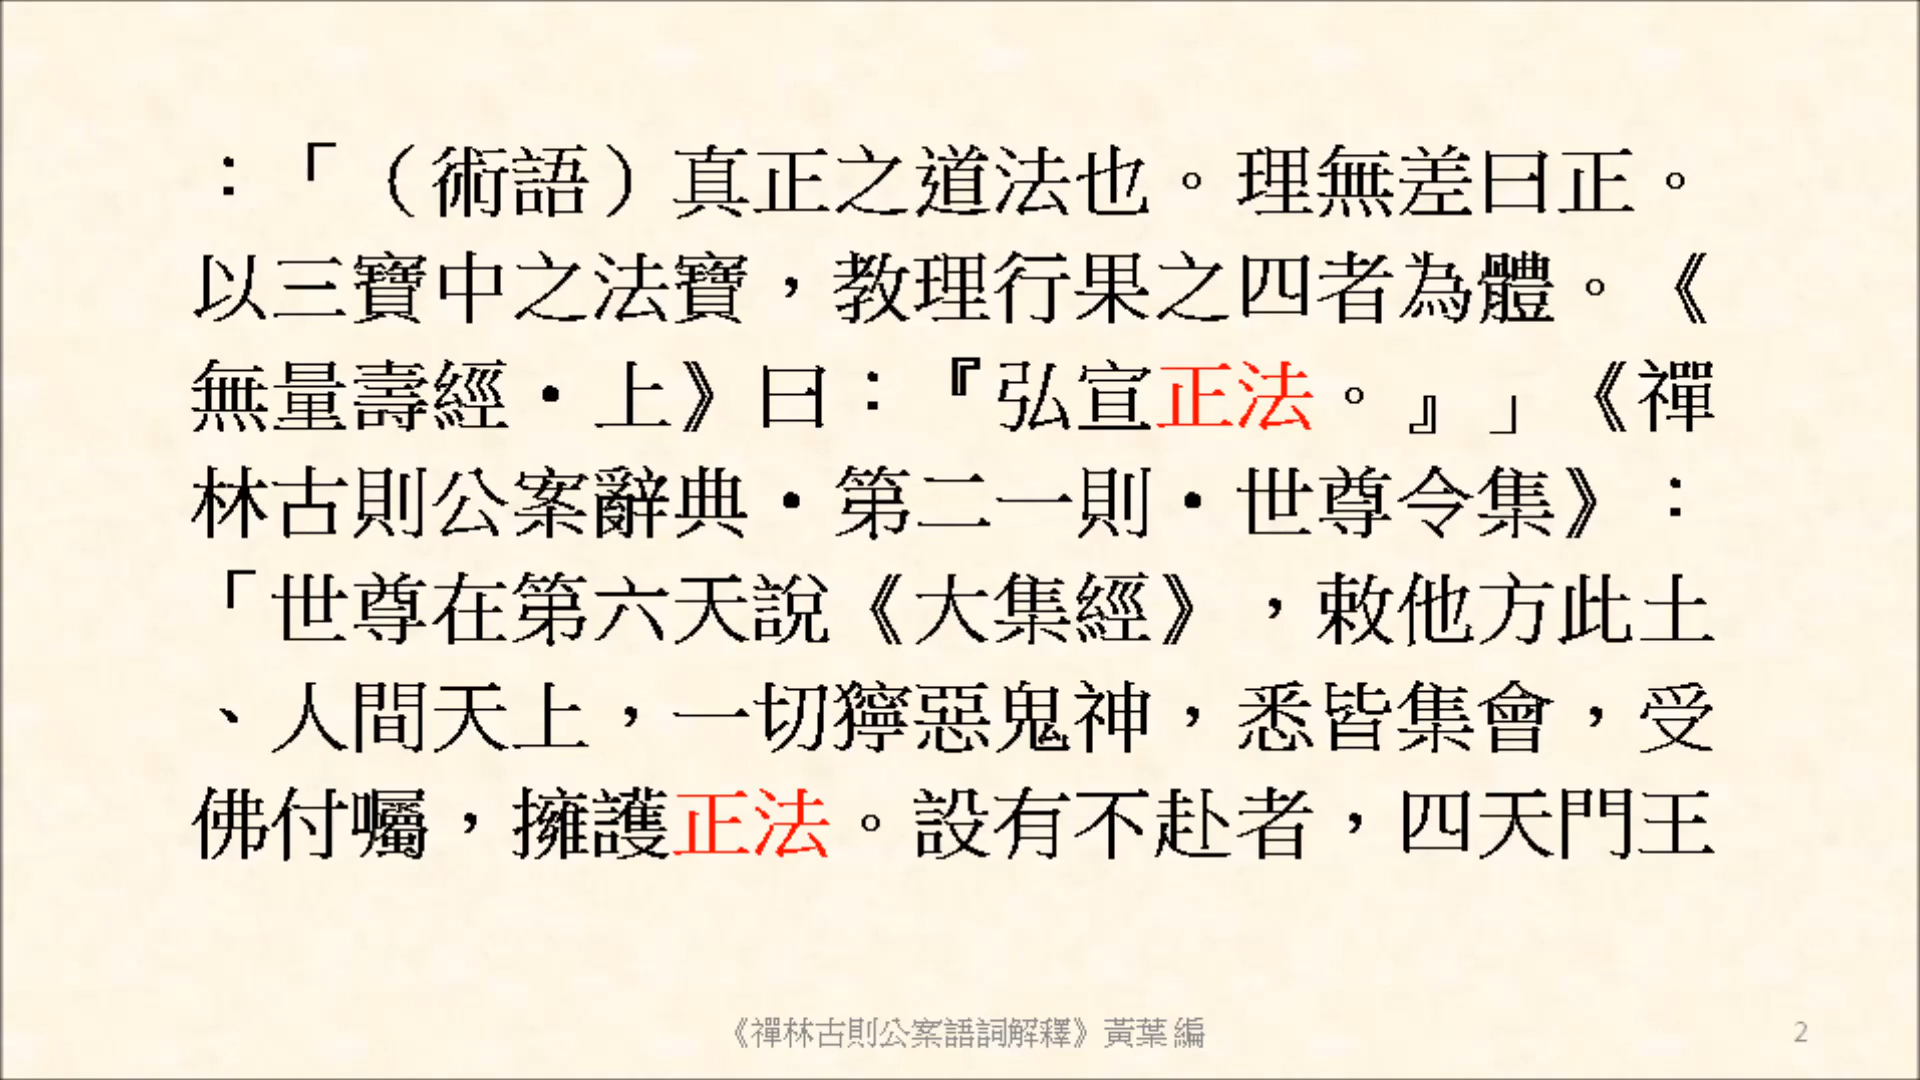 ：「（術語）真正之道法也。理無差曰正。
以三寶中之法寶，教理行果之四者為體。《
無量壽經・上》曰：『弘宣正法。』」《禪
林古則公案辭典・第二一則・世尊令集》：
「世尊在第六天說《大集經》，敕他方此土
、人間天上，一切獰惡鬼神，悉皆集會，受
佛付囑，擁護正法。設有不赴者，四天門王
《禪林古則公案語詞解釋》黃葉編
2